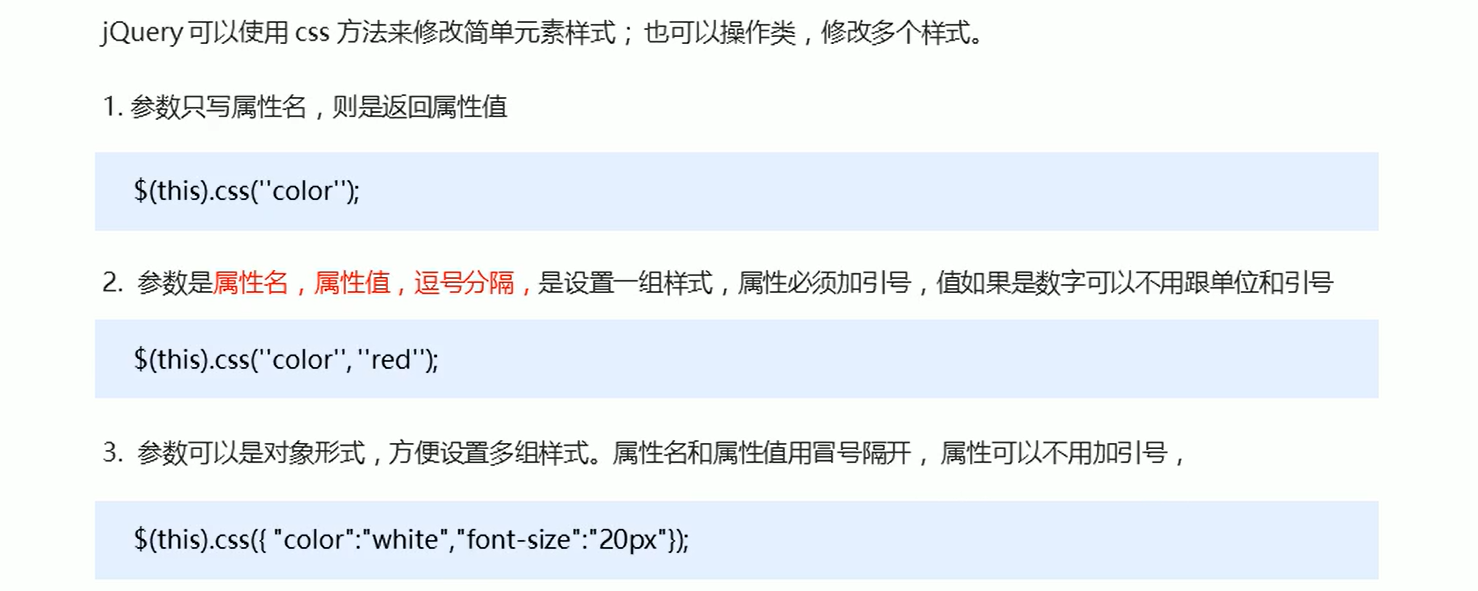 jQuery 可以使用 css 方法来修改简单元素样式； 也可以操作类，修改多个样式。
1. 参数只写属性名，则是返回属性值
$(this).css(''color'');
2. 参数是属性名，属性值，逗号分隔，是设置一组样式，属性必须加引号，值如果是数字可以不用跟单位和引号
$(this).css(''color'', ''red'');
3. 参数可以是对象形式，方便设置多组样式。属性名和属性值用冒号隔开， 属性可以不用加引号，
$(this).css({ "color":"white","font-size":"20px"});